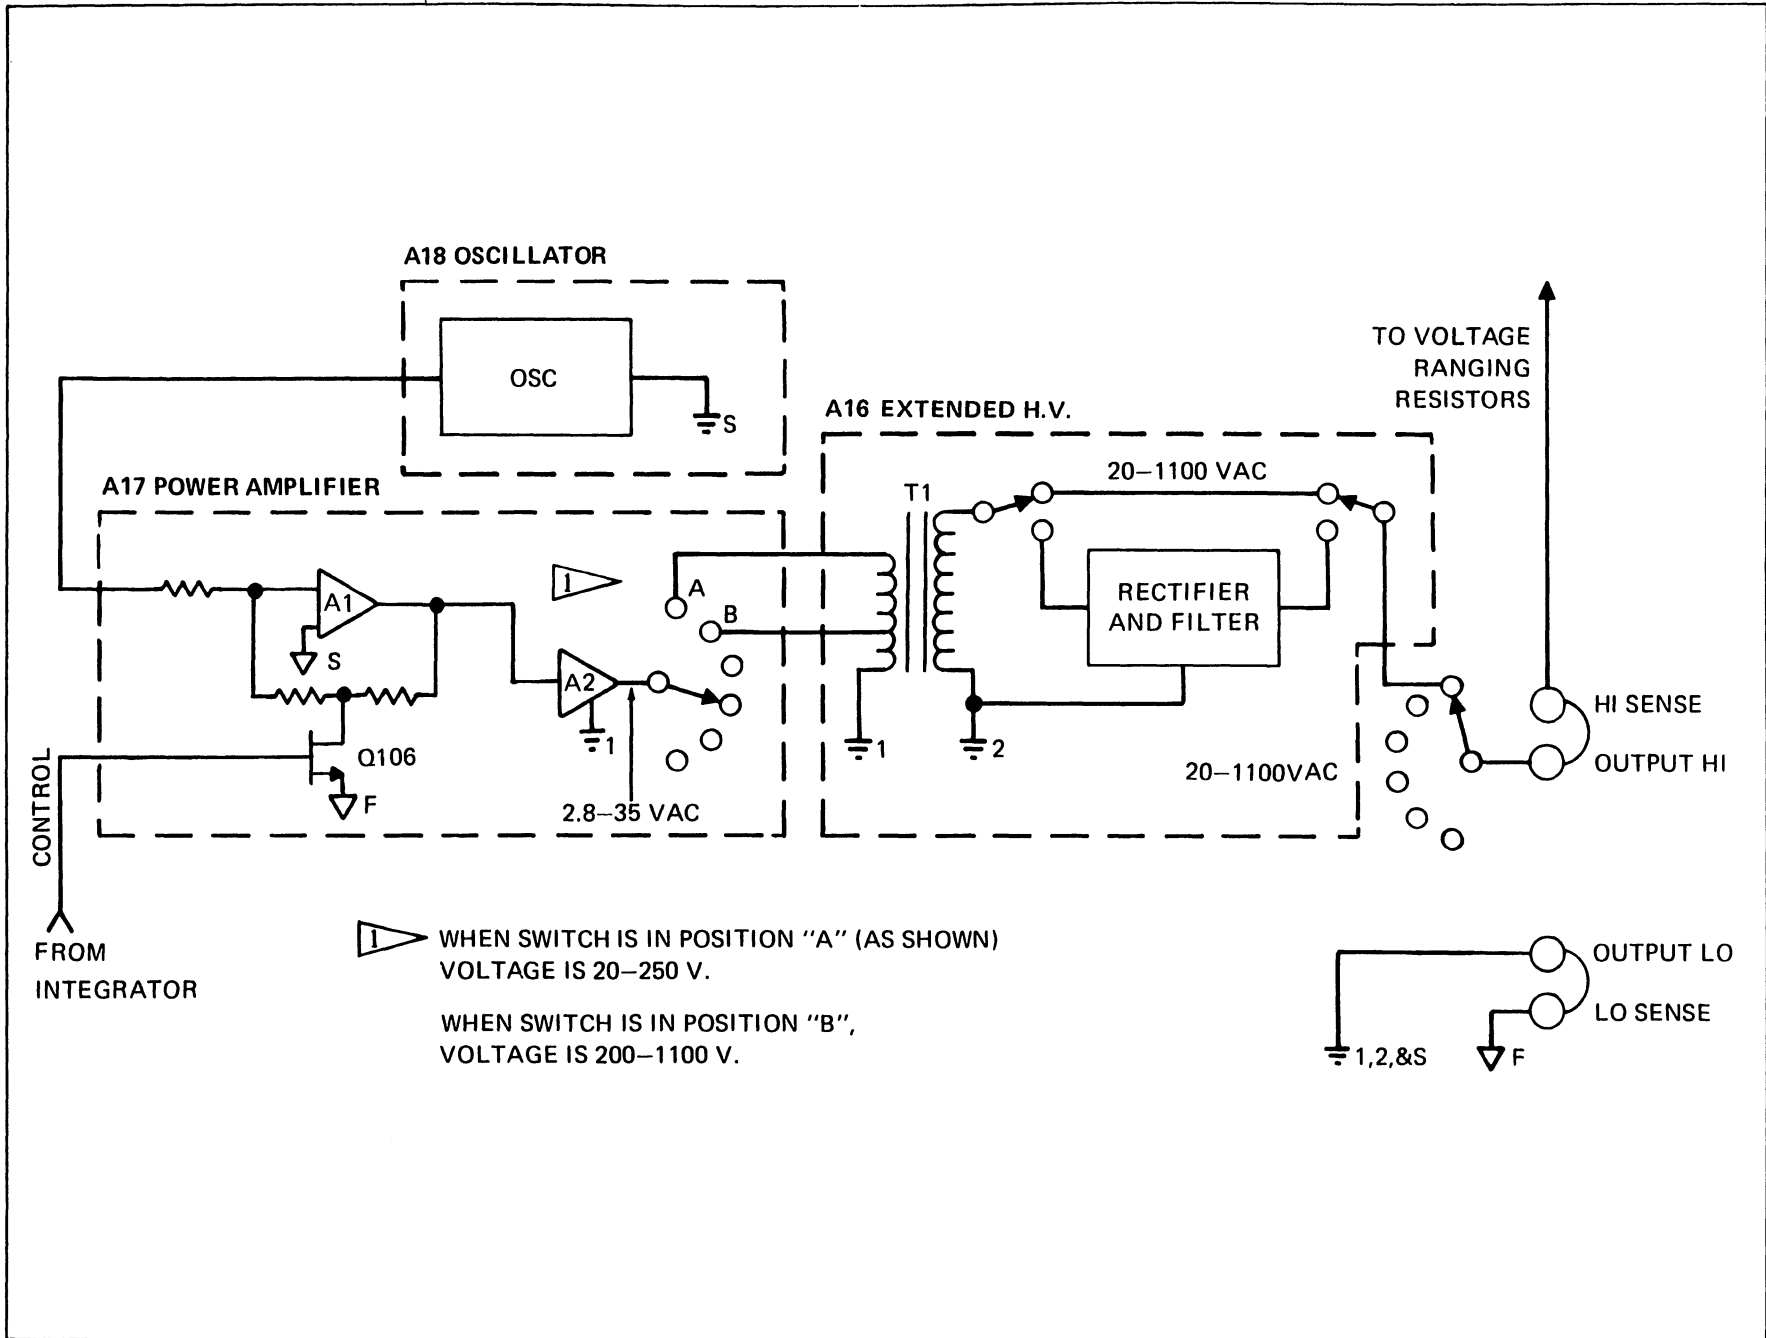 A18 OSCILLATOR
OSC
S
TO VOLTAGE
RANGING
RESISTORS
A16 EXTENDED H.V.
20–1100 VAC
A17 POWER AMPLIFIER
T1
1
A
B
A1
S
RECTIFIER
AND FILTER
A2
1
1
2
HI SENSE
OUTPUT HI
20–1100VAC
Q106
F
2.8–35 VAC
CONTROL
FROM
INTEGRATOR
1 WHEN SWITCH IS IN POSITION "A" (AS SHOWN)
VOLTAGE IS 20–250 V.
WHEN SWITCH IS IN POSITION "B",
VOLTAGE IS 200–1100 V.
OUTPUT LO
LO SENSE
1,2,&S
F